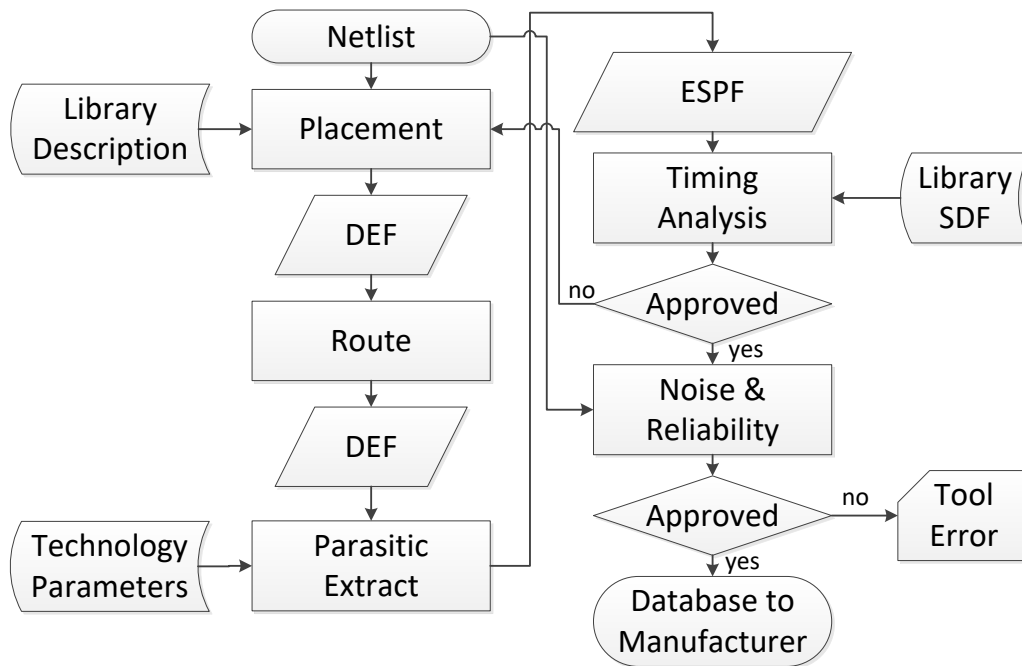 Netlist
Library
Description
Placement
DEF
Route
DEF
Technology
Parameters
Parasitic
Extract
ESPF
Timing
Analysis
Library
SDF
no
Approved
yes
Noise &
Reliability
Approved
no
Tool
Error
yes
Database to
Manufacturer